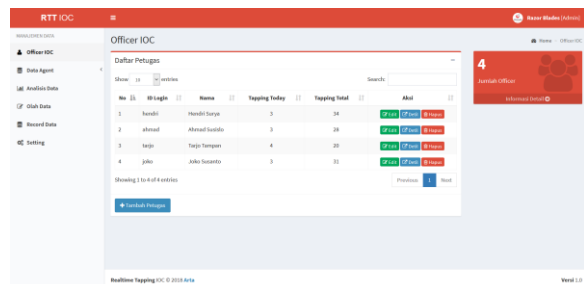 RTT IOC
Razor Blades (Admin)
MANAJEMEN DATA
Officer IOC
Data Agent
Analisis Data
Olah Data
Record Data
Setting
Officer IOC
Home > Officer IOC
Daftar Petugas
Show 10 entries
Search:
No ID Login Nama Tapping Today Tapping Total Aksi
1 hendri Hendri Surya 3 34 Edit Detil Hapus
2 ahmad Ahmad Susilo 3 28 Edit Detil Hapus
3 tarjo Tarjo Tampan 4 20 Edit Detil Hapus
4 joko Joko Susanto 3 31 Edit Detil Hapus
Showing 1 to 4 of 4 entries
Previous 1 Next
Tambah Petugas
4
Jumlah Officer
Informasi Detail
Realtime Tapping IOC © 2018 Arta
Versi 1.0